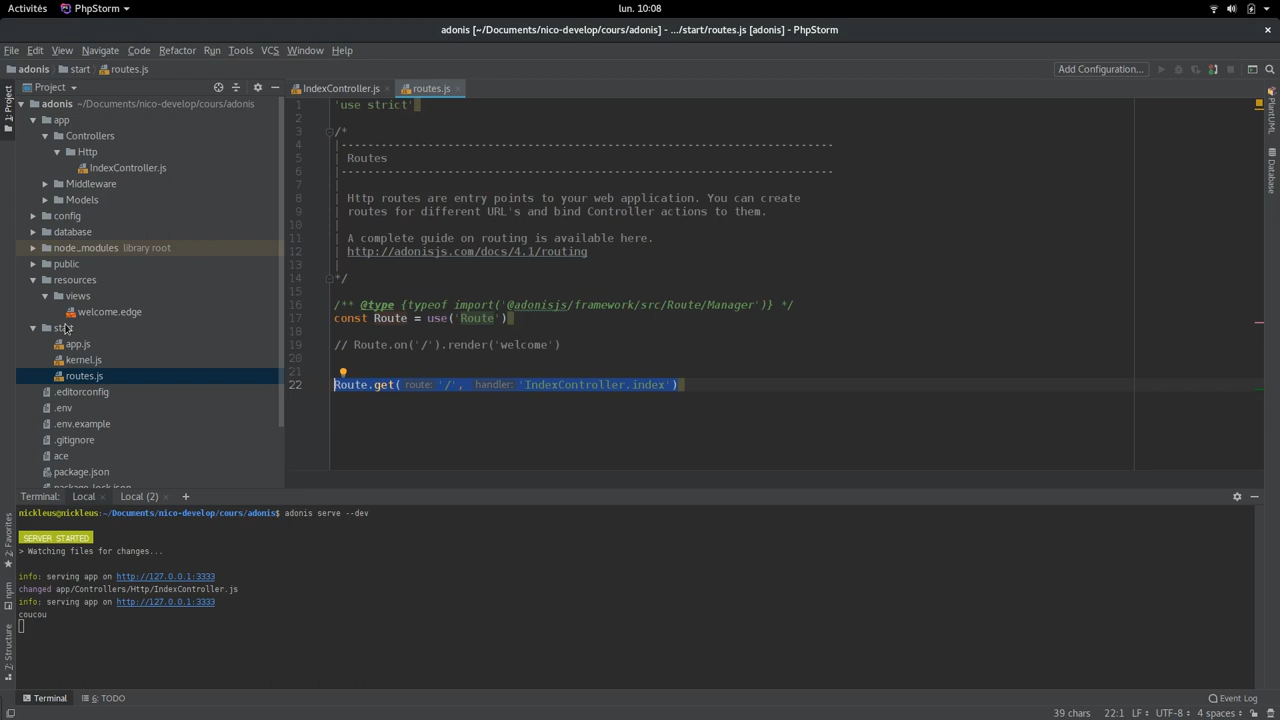 Activités PhpStorm lun. 10:08
adonis [~/Documents/nico-develop/cours/adonis] - .../start/routes.js [adonis] - PhpStorm
File Edit View Navigate Code Refactor Run Tools VCS Window Help
adonis start routes.js Add Configuration...
Project IndexController.js routes.js
1: Project
PlantUML
Database
adonis ~/Documents/nico-develop/cours/adonis
app
Controllers
Http
IndexController.js
Middleware
Models
config
database
node_modules library root
public
resources
views
welcome.edge
start
app.js
kernel.js
routes.js
.editorconfig
.env
.env.example
.gitignore
ace
package.json
package-lock.json
1 'use strict'
2
3 /*
4 |--------------------------------------------------------------------------
5 | Routes
6 |--------------------------------------------------------------------------
7 |
8 | Http routes are entry points to your web application. You can create
9 | routes for different URL's and bind Controller actions to them.
10 |
11 | A complete guide on routing is available here.
12 | http://adonisjs.com/docs/4.1/routing
13 |
14 */
15
16 /** @type {typeof import('@adonisjs/framework/src/Route/Manager')} */
17 const Route = use('Route')
18
19 // Route.on('/').render('welcome')
20
21
22 Route.get( route: '/', handler: 'IndexController.index')
Terminal: Local Local (2)
nickleus@nickleus:~/Documents/nico-develop/cours/adonis$ adonis serve --dev
SERVER STARTED
> Watching files for changes...
info: serving app on http://127.0.0.1:3333
changed app/Controllers/Http/IndexController.js
info: serving app on http://127.0.0.1:3333
coucou
2: Favorites
npm
7: Structure
Terminal 6: TODO Event Log
39 chars 22:1 LF UTF-8 4 spaces